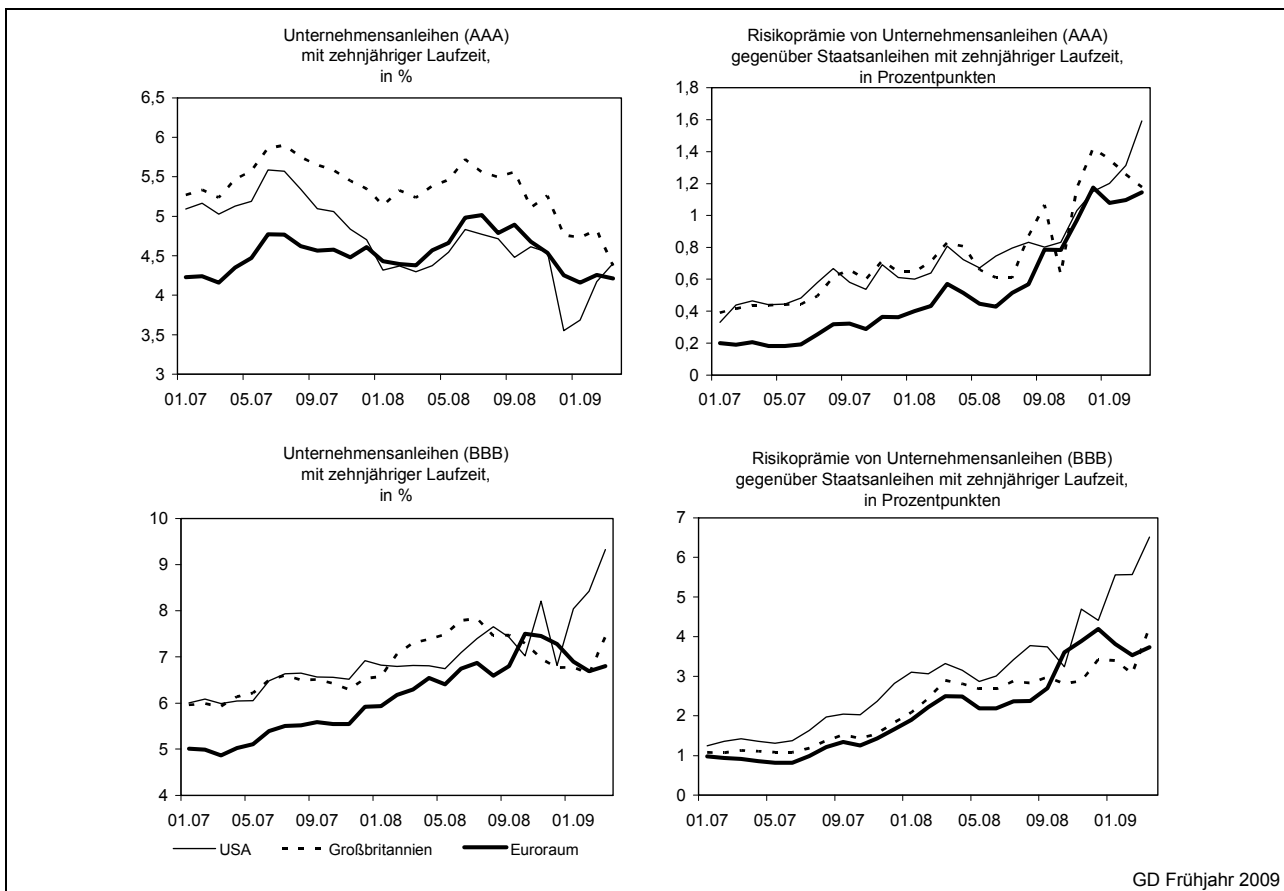 Unternehmensanleihen (AAA)
mit zehnjähriger Laufzeit,
in %
6,5
6
5,5
5
4,5
4
3,5
3
01.07 05.07 09.07 01.08 05.08 09.08 01.09
Risikoprämie von Unternehmensanleihen (AAA)
gegenüber Staatsanleihen mit zehnjähriger Laufzeit,
in Prozentpunkten
1,8
1,6
1,4
1,2
1
0,8
0,6
0,4
0,2
0
01.07 05.07 09.07 01.08 05.08 09.08 01.09
Unternehmensanleihen (BBB)
mit zehnjähriger Laufzeit,
in %
10
9
8
7
6
5
4
01.07 05.07 09.07 01.08 05.08 09.08 01.09
Risikoprämie von Unternehmensanleihen (BBB)
gegenüber Staatsanleihen mit zehnjähriger Laufzeit,
in Prozentpunkten
7
6
5
4
3
2
1
0
01.07 05.07 09.07 01.08 05.08 09.08 01.09
USA Großbritannien Euroraum
GD Frühjahr 2009